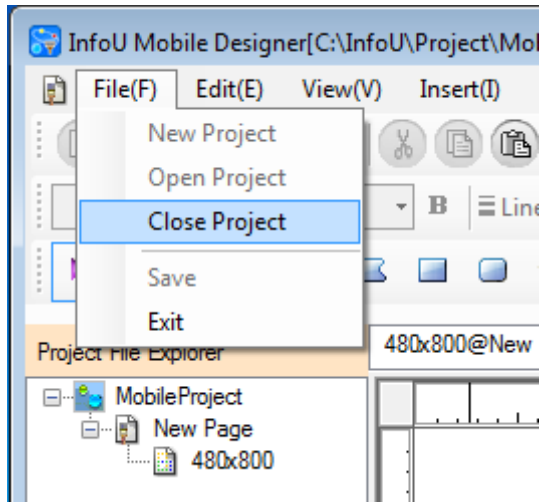 InfoU Mobile Designer[C:\InfoU\Project\Mo
File(F) Edit(E) View(V) Insert(I)
New Project
Open Project
Close Project
Save
Exit
B Line
Project File Explorer
480x800@New
MobileProject
New Page
480x800